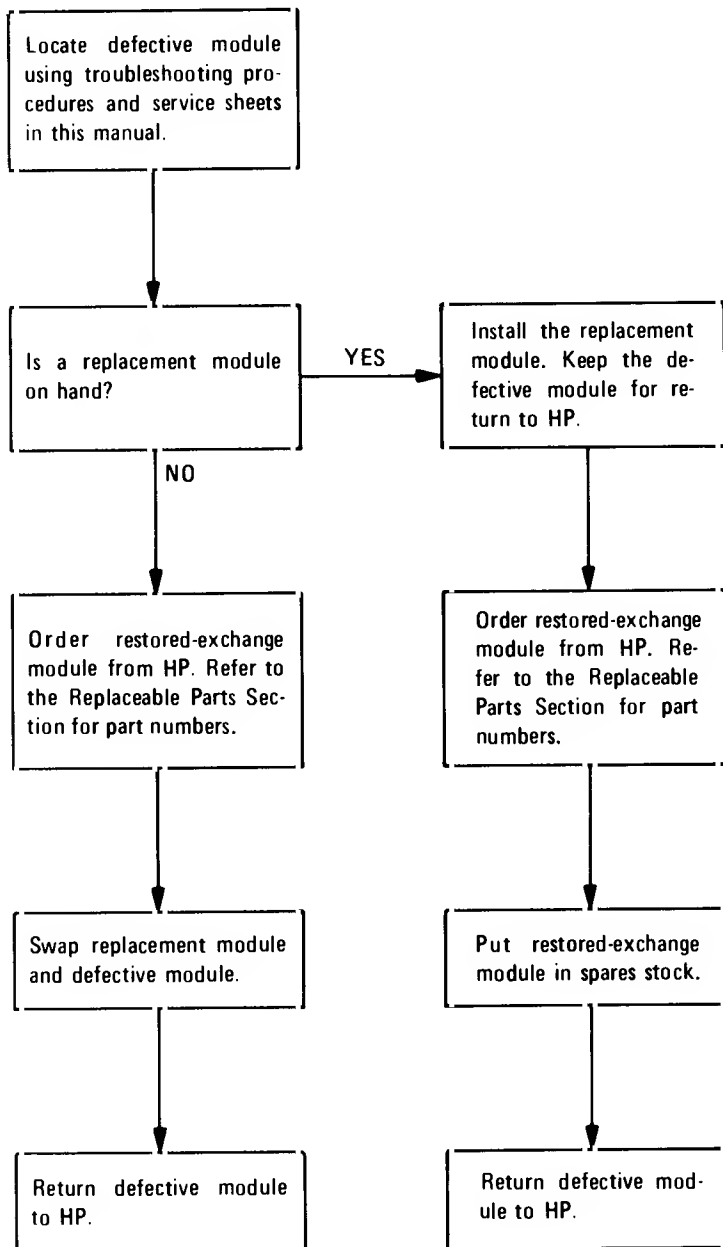 Locate defective module
using troubleshooting pro-
cedures and service sheets
in this manual.
Is a replacement module
on hand?
YES
Install the replacement
module. Keep the de-
fective module for re-
turn to HP.
NO
Order restored-exchange
module from HP. Refer to
the Replaceable Parts Sec-
tion for part numbers.
Order restored-exchange
module from HP. Re-
fer to the Replaceable
Parts Section for part
numbers.
Swap replacement module
and defective module.
Put restored-exchange
module in spares stock.
Return defective module
to HP.
Return defective mod-
ule to HP.